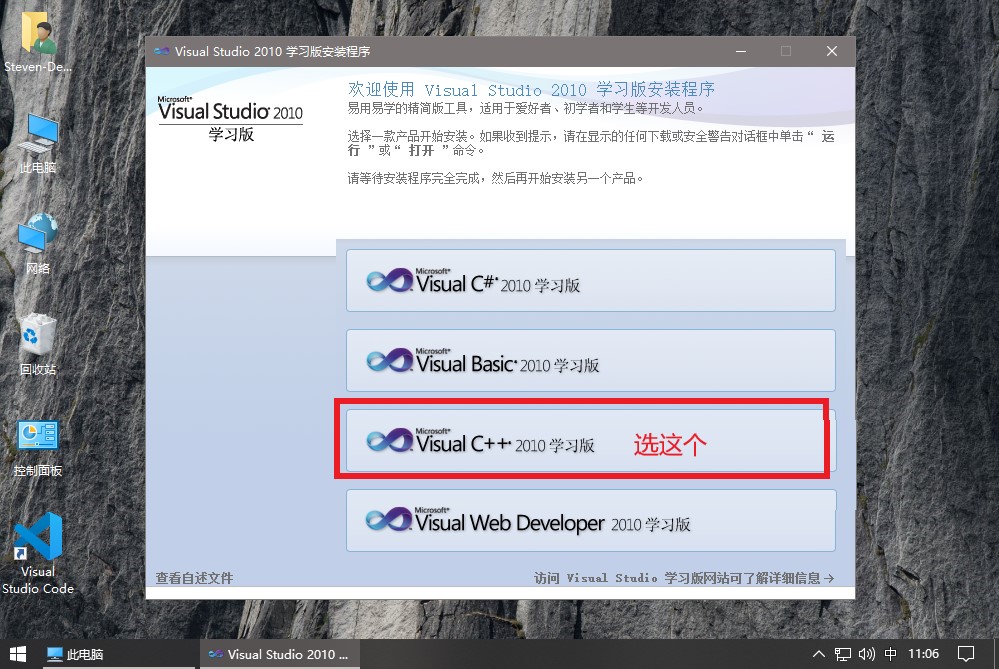 Steven-De...
此电脑
网络
回收站
控制面板
Visual
Studio Code
Visual Studio 2010 学习版安装程序
Microsoft®
Visual Studio® 2010
学习版
欢迎使用 Visual Studio 2010 学习版安装程序
易用易学的精简版工具，适用于爱好者、初学者和学生等开发人员。
选择一款产品开始安装。如果收到提示，请在显示的任何下载或安全警告对话框中单击“ 运
行 ”或“ 打开 ”命令。
请等待安装程序完全完成，然后再开始安装另一个产品。
Microsoft®
Visual C#® 2010 学习版
Microsoft®
Visual Basic® 2010 学习版
Microsoft®
Visual C++® 2010 学习版
选这个
Microsoft®
Visual Web Developer 2010 学习版
查看自述文件
访问 Visual Studio 学习版网站可了解详细信息→
此电脑
Visual Studio 2010 ...
中
11:06